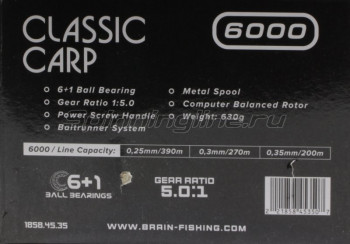 CLASSIC
CARP
6000
6+1 Ball Bearing
Gear Ratio 1:5.0
Power Screw Handle
Baitrunner System
Metal Spool
Computer Balanced Rotor
Weight: 630g
6000 / Line Capacity: 0,25mm/390m 0,3mm/270m 0,35mm/200m
6+1
BALL BEARINGS
GEAR RATIO
5.0:1
1858.45.35
WWW.BRAIN-FISHING.COM